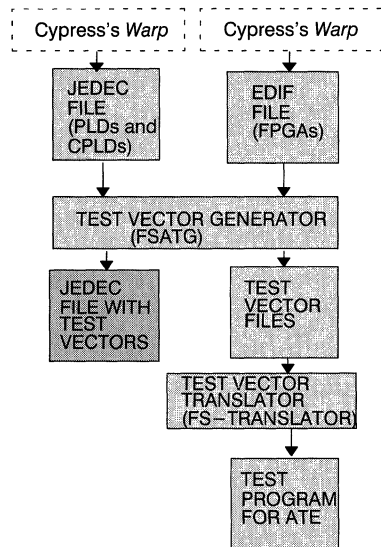 Cypress's Warp
Cypress's Warp
JEDEC
FILE
(PLDs and
CPLDs)
EDIF
FILE
(FPGAs)
TEST VECTOR GENERATOR
(FSATG)
JEDEC
FILE WITH
TEST
VECTORS
TEST
VECTOR
FILES
TEST VECTOR
TRANSLATOR
(FS-TRANSLATOR)
TEST
PROGRAM
FOR ATE